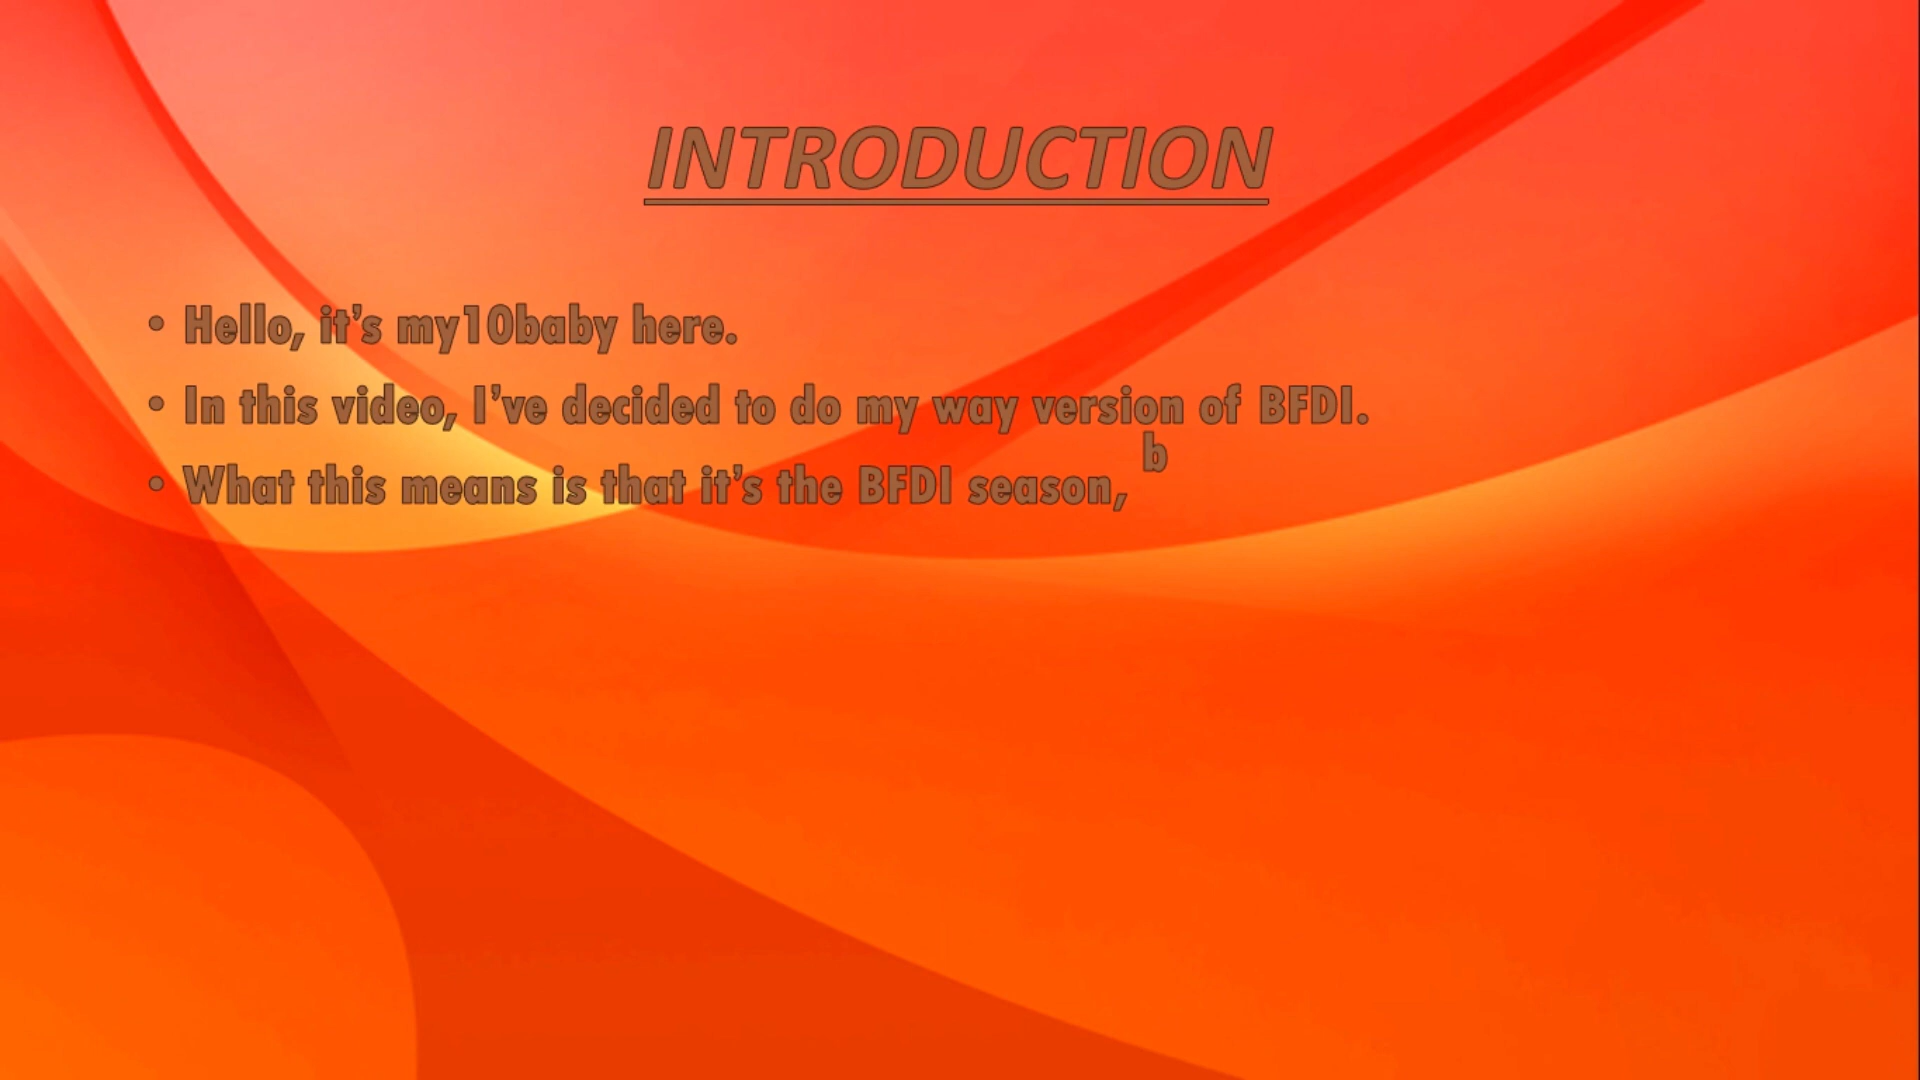 INTRODUCTION
• Hello, it’s my10baby here.
• In this video, I’ve decided to do my way version of BFDI.
• What this means is that it’s the BFDI season, b